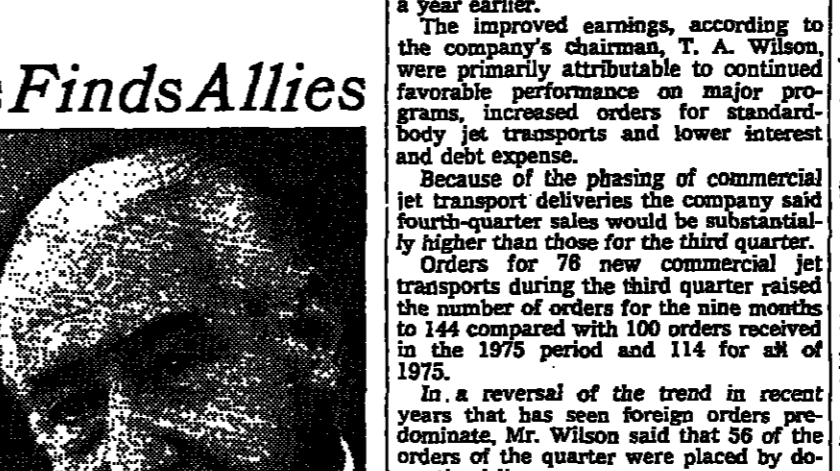 Finds Allies
a year earlier.
The improved earnings, according to
the company's chairman, T. A. Wilson,
were primarily attributable to continued
favorable performance on major pro-
grams, increased orders for standard-
body jet transports and lower interest
and debt expense.
Because of the phasing of commercial
jet transport deliveries the company said
fourth-quarter sales would be substantial-
ly higher than those for the third quarter.
Orders for 76 new commercial jet
transports during the third quarter raised
the number of orders for the nine months
to 144 compared with 100 orders received
in the 1975 period and 114 for all of
1975.
In a reversal of the trend in recent
years that has seen foreign orders pre-
dominate, Mr. Wilson said that 56 of the
orders of the quarter were placed by do-